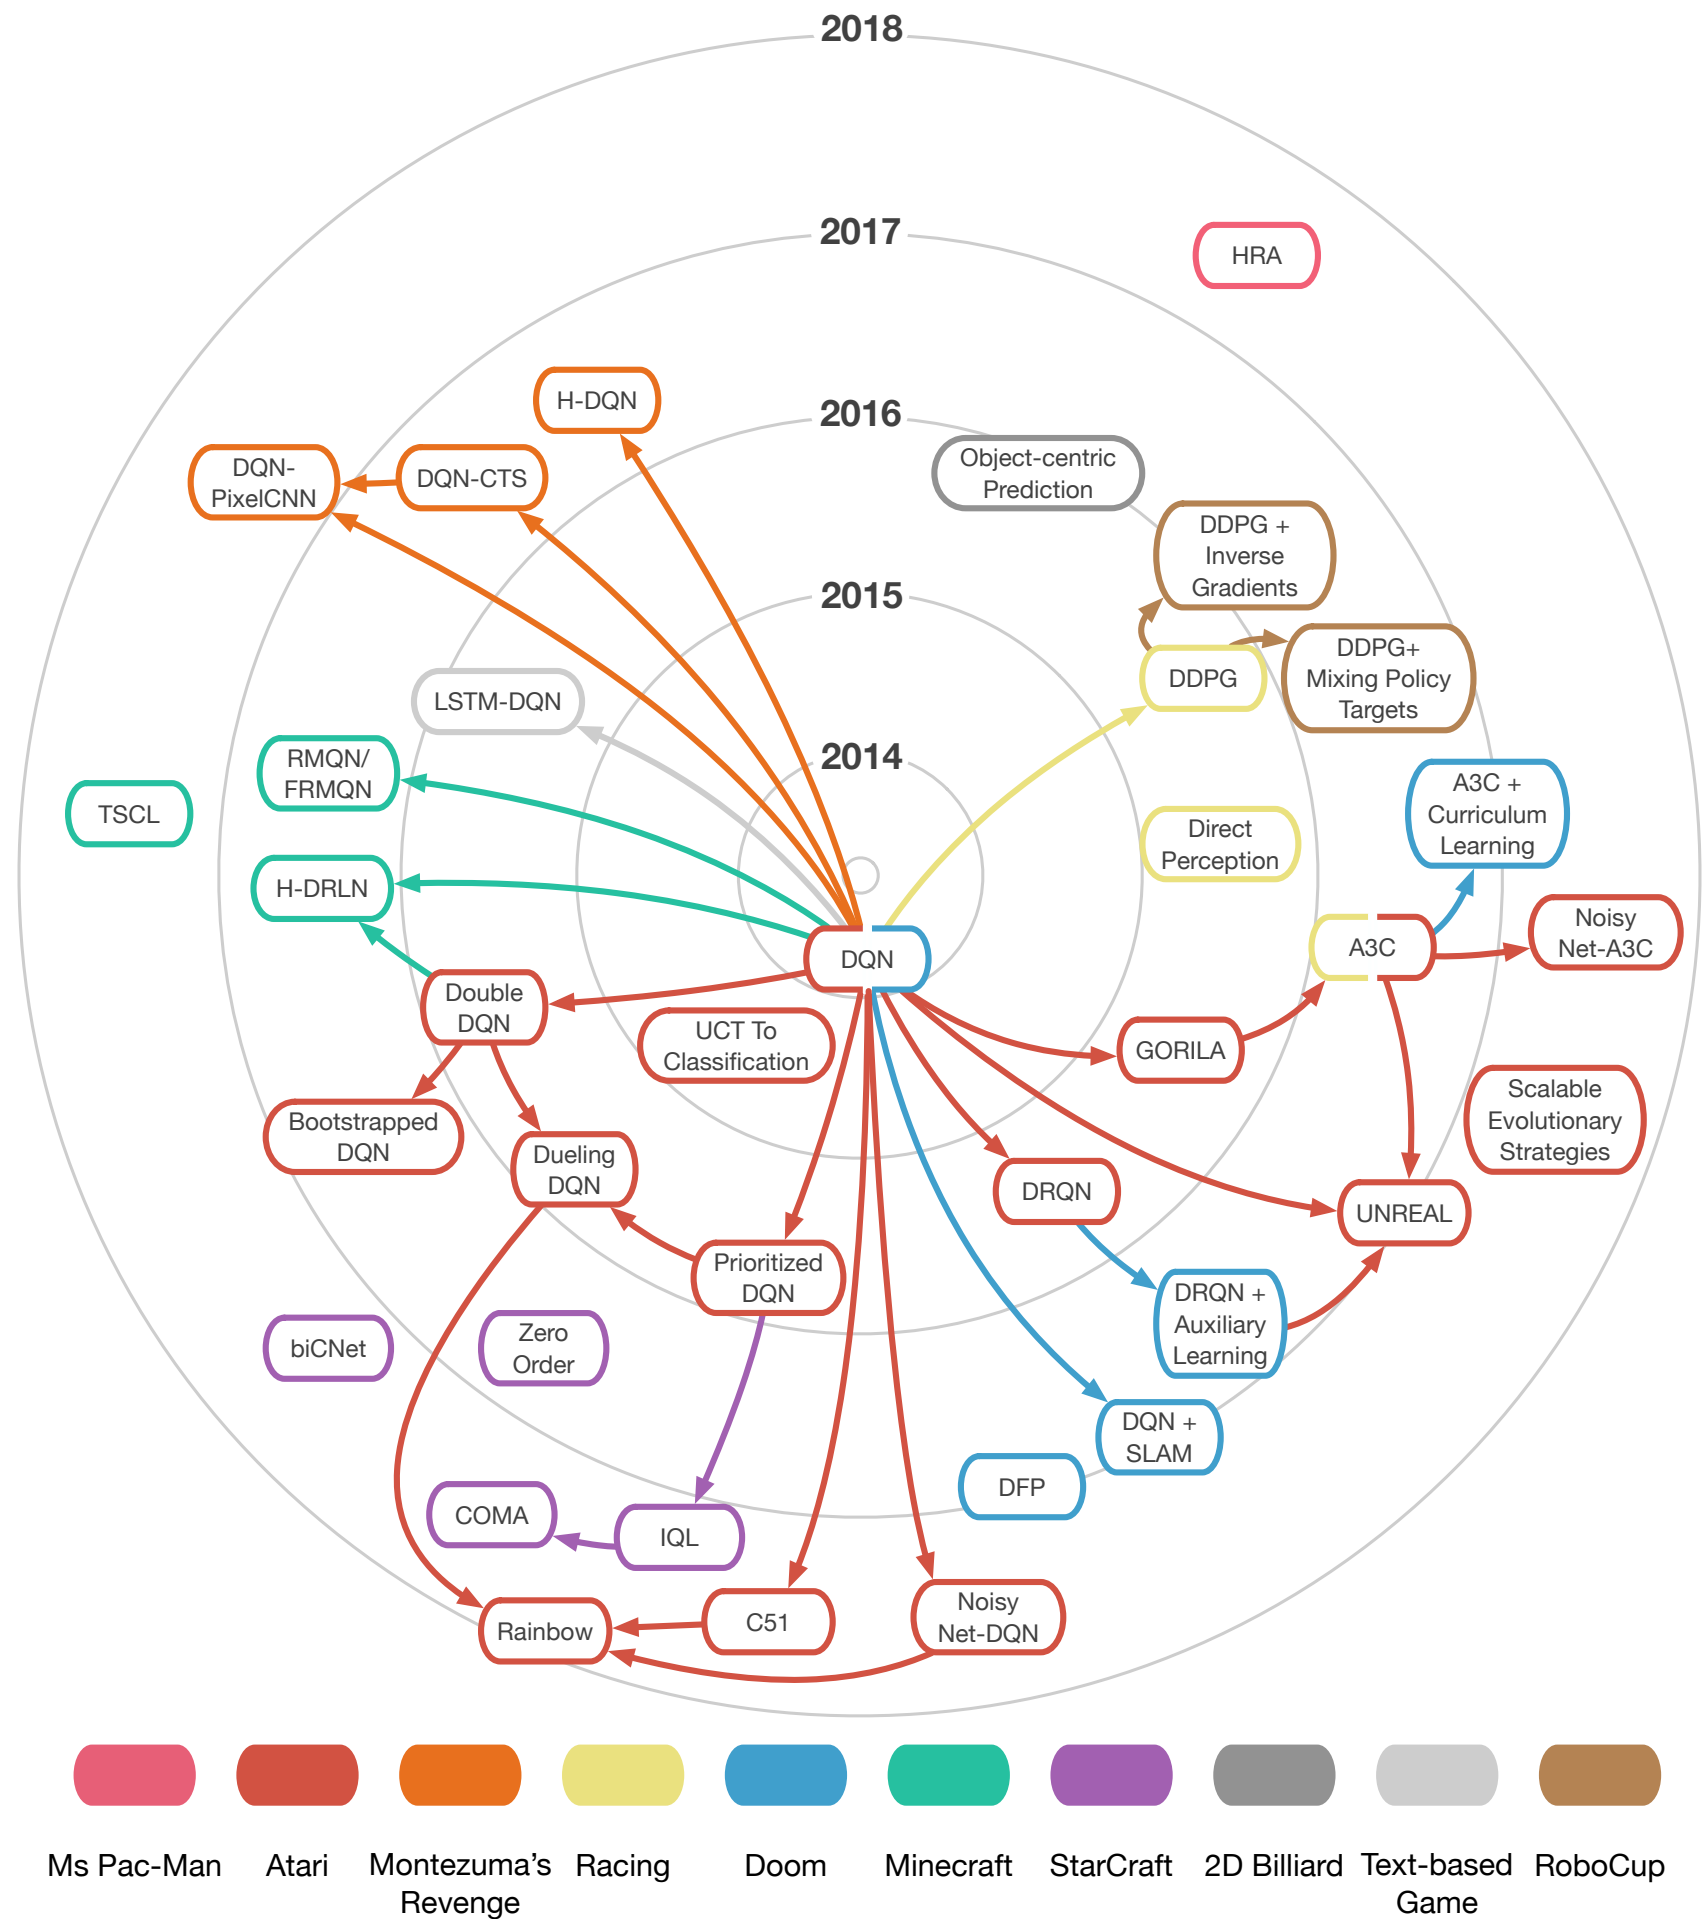 2018
2017
HRA
H-DQN
2016
DQN-
PixelCNN
DQN-CTS
Object-centric
Prediction
DDPG +
Inverse
Gradients
2015
LSTM-DQN
DDPG
DDPG+
Mixing Policy
Targets
RMQN/
FRMQN
2014
TSCL
A3C +
Curriculum
Learning
Direct
Perception
H-DRLN
DQN
A3C
Noisy
Net-A3C
Double
DQN
UCT To
Classification
GORILA
Scalable
Evolutionary
Strategies
Bootstrapped
DQN
Dueling
DQN
DRQN
UNREAL
Prioritized
DQN
DRQN +
Auxiliary
Learning
biCNet
Zero
Order
DQN +
SLAM
DFP
COMA
IQL
Rainbow
C51
Noisy
Net-DQN
Ms Pac-Man
Atari
Montezuma's
Revenge
Racing
Doom
Minecraft
StarCraft
2D Billiard
Text-based
Game
RoboCup